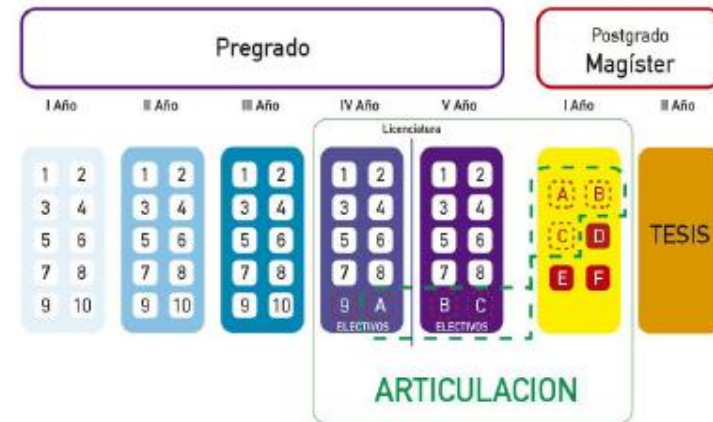 Pregrado
Postgrado
Magíster
I Año II Año III Año IV Año V Año I Año II Año
Licenciatura
1 2 1 2 1 2 1 2 1 2 A B
3 4 3 4 3 4 3 4 3 4
5 6 5 6 5 6 5 6 5 6 C D TESIS
7 8 7 8 7 8 7 8 7 8 E F
9 10 9 10 9 10 9 A B C
ELECTIVOS ELECTIVOS
ARTICULACION